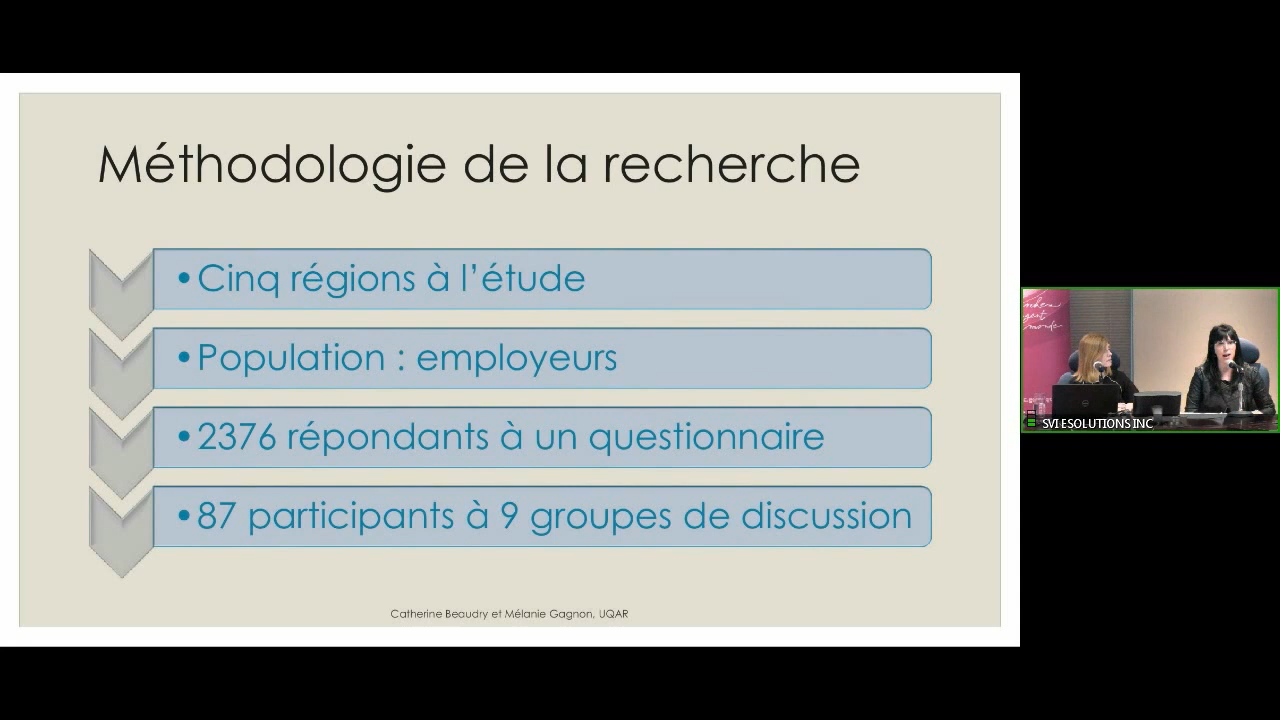 Méthodologie de la recherche
•Cinq régions à l’étude
•Population : employeurs
•2376 répondants à un questionnaire
•87 participants à 9 groupes de discussion
Catherine Beaudry et Mélanie Gagnon, UQAR
monde
SVI ESOLUTIONS INC